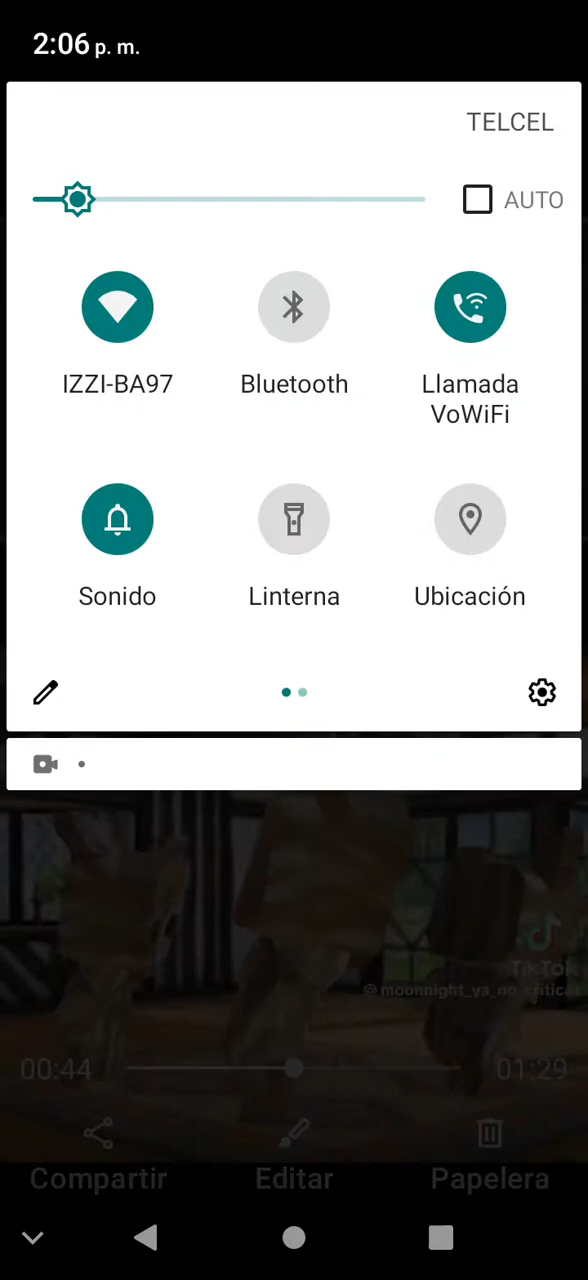 2:06 p. m.
TELCEL
AUTO
IZZI-BA97
Bluetooth
Llamada
VoWiFi
Sonido
Linterna
Ubicación
TikTok
@moonnight_ya_no_critica
00:44
01:29
Compartir
Editar
Papelera